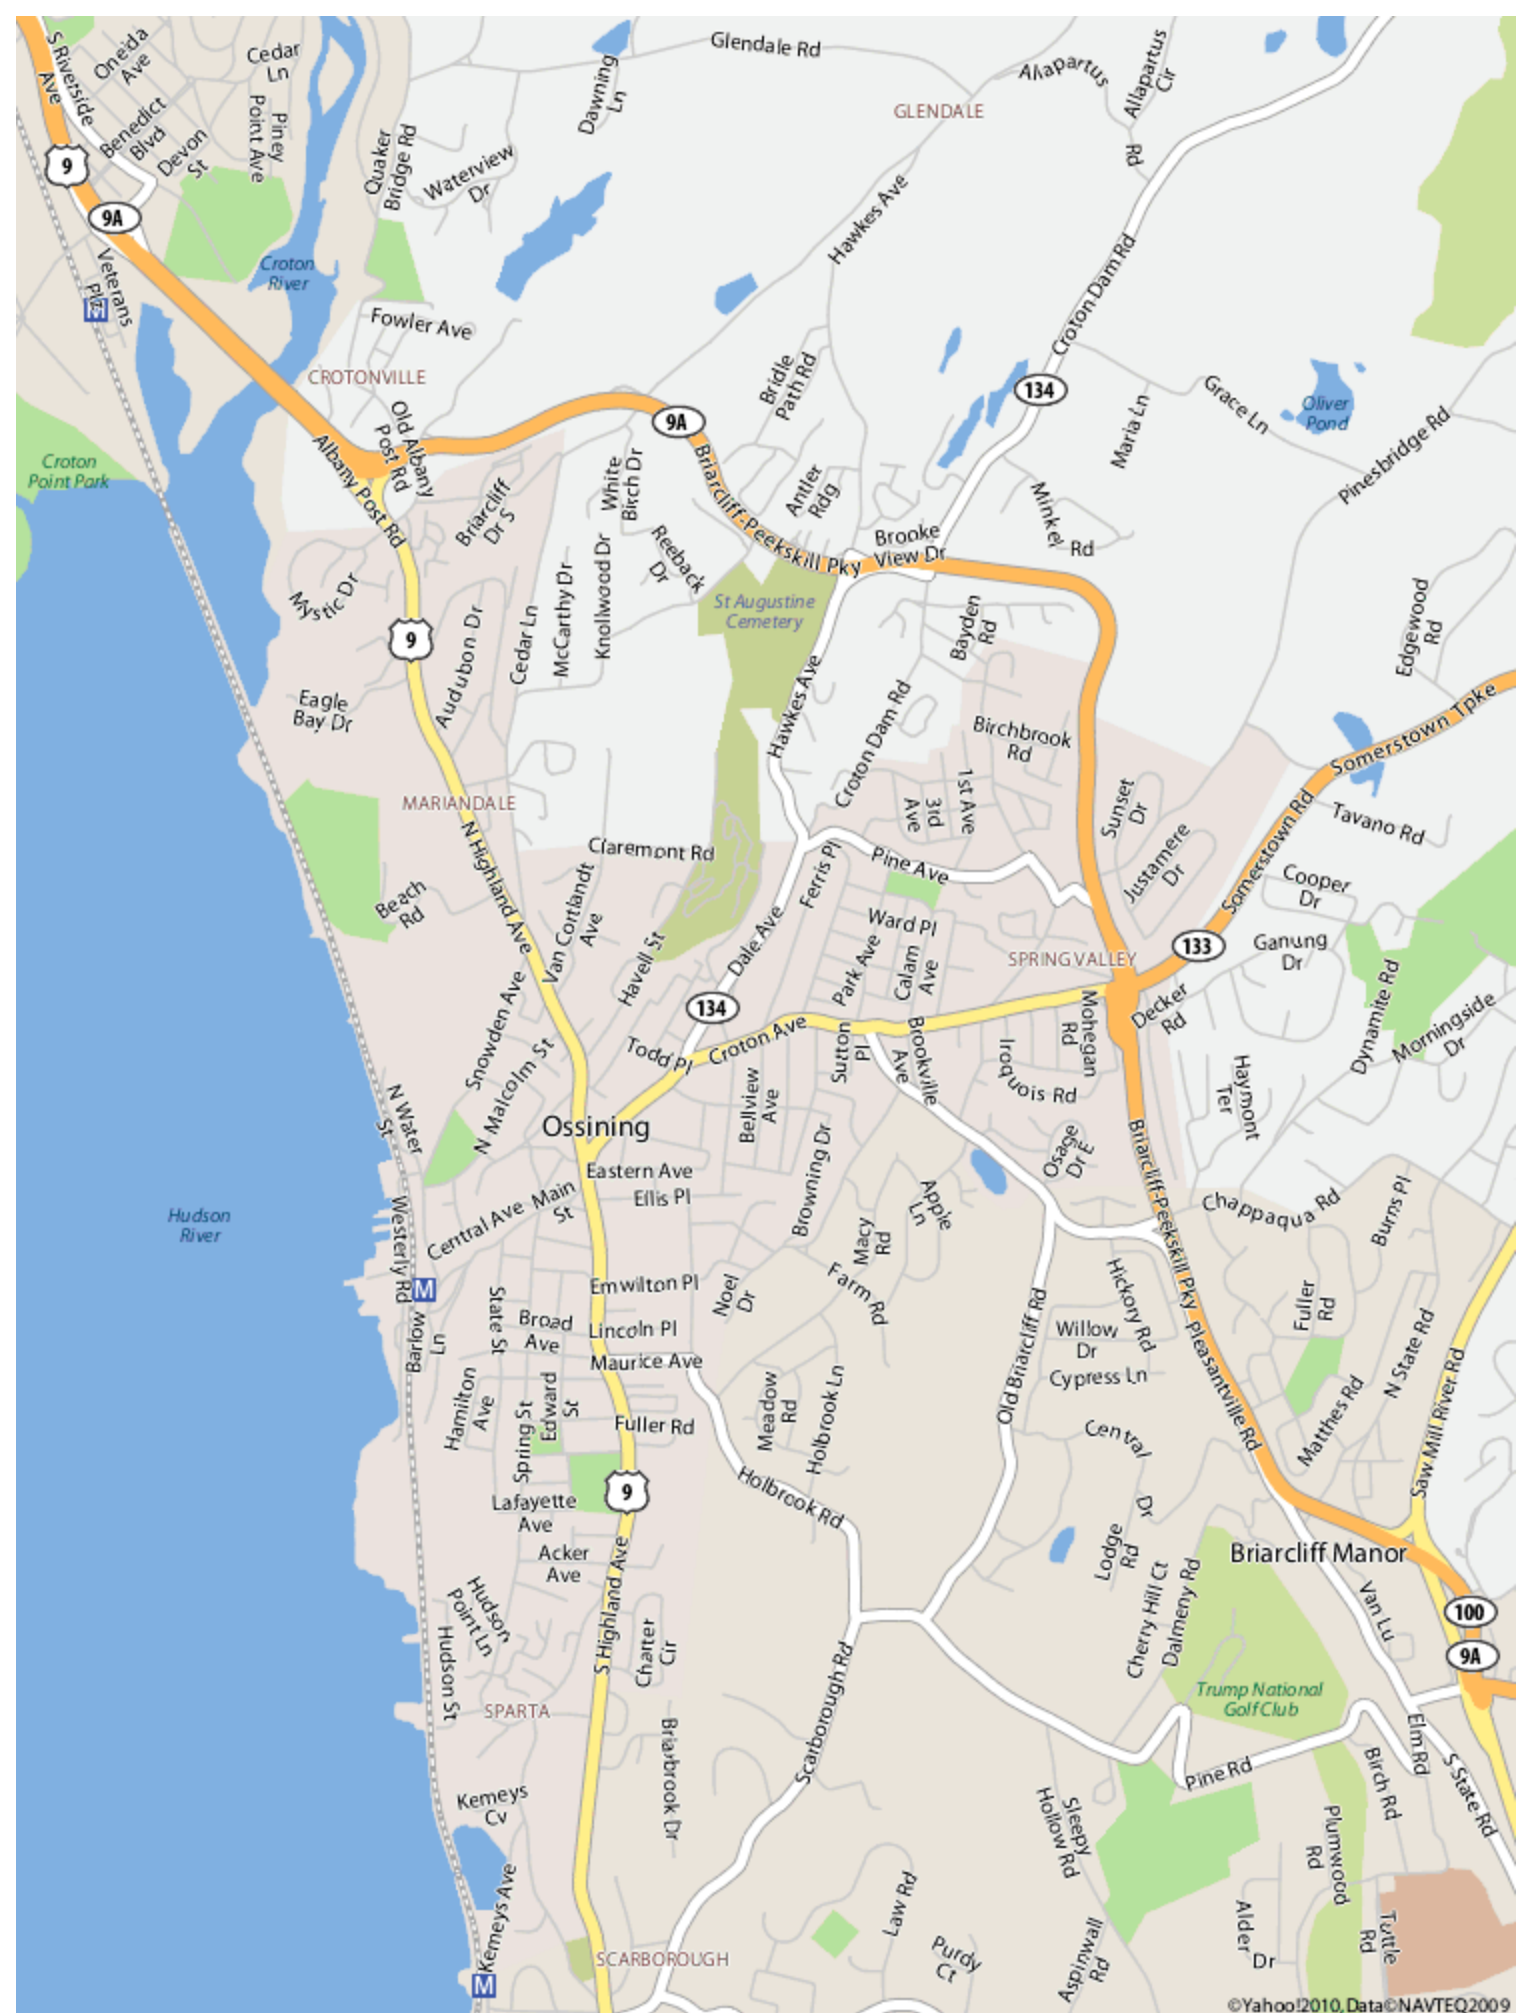 S Riverside
Ave
Oneida
Ave
Cedar
Ln
Benedict
Blvd
Devon
St
Piney
Point Ave
9
9A
Veterans
Plz
M
Croton
River
Quaker
Bridge Rd
Waterview
Dr
Dawning
Ln
Glendale Rd
GLENDALE
Allapartus
Rd
Allapartus
Cir
Hawkes Ave
Croton Dam Rd
Fowler Ave
CROTONVILLE
Old Albany
Post Rd
Albany Post Rd
Croton
Point Park
9A
Bridle
Path Rd
134
Maria Ln
Grace Ln
Oliver
Pond
Pinesbridge Rd
Briarcliff
Dr S
White
Birch Dr
Briarcliff-Peekskill Pky
Antler
Rdg
Minkel
Rd
Brooke
View Dr
Reeback
Dr
Mystic Dr
9
Audubon Dr
Cedar Ln
McCarthy Dr
Knollwood Dr
St Augustine
Cemetery
Bayden
Rd
Edgewood
Rd
Eagle
Bay Dr
Hawkes Ave
Croton Dam Rd
Birchbrook
Rd
Somerstown Tpke
MARIANDALE
N Highland Ave
Claremont Rd
1st Ave
3rd
Ave
Sunset
Dr
Justamere
Dr
Somerstown Rd
Tavano Rd
Beach
Rd
Van Cortlandt
Ave
Ferris Pl
Pine Ave
Cooper
Dr
Havell St
Dale Ave
Ward Pl
Park Ave
Calam
Ave
SPRING VALLEY
133
Ganung
Dr
Snowden Ave
134
Decker
Rd
Mohegan
Rd
Dynamite Rd
Morningside
Dr
Todd Pl
Croton Ave
Sutton
Pl
Brookville
Ave
Iroquois Rd
Haymont
Ter
N Malcolm St
N Water
St
Bellview
Ave
Ossining
Osage
Dr E
Briarcliff-Peekskill Pky
Eastern Ave
Ellis Pl
Browning Dr
Apple
Ln
Chappaqua Rd
Burns Pl
Hudson
River
Westerly Rd
Central Ave
Main
St
Macy
Rd
M
Emwilton Pl
Noel
Dr
Farm Rd
Hickory Rd
Fuller
Rd
State St
Broad
Ave
Lincoln Pl
Barlow
Ln
Maurice Ave
Old Briarcliff Rd
Willow
Dr
Cypress Ln
Pleasantville Rd
N State Rd
Saw Mill River Rd
Hamilton
Ave
Spring St
Edward
St
Fuller Rd
Meadow
Rd
Holbrook Ln
Central
Dr
Matthes Rd
9
Holbrook Rd
Lafayette
Ave
Acker
Ave
Lodge
Rd
Briarcliff Manor
Hudson
Point Ln
Hudson St
S Highland Ave
Charter
Cir
Cherry Hill Ct
Dalmeny Rd
Van Lu
100
9A
SPARTA
Scarborough Rd
Trump National
Golf Club
Briarbrook Dr
Pine Rd
Elm Rd
S State Rd
Birch Rd
Kemeys
Cv
Sleepy
Hollow Rd
Plumwood
Rd
Kemeys Ave
Law Rd
SCARBOROUGH
Purdy
Ct
Aspinwall
Rd
Alder
Dr
Tuttle
Rd
M
©Yahoo!2010, Data©NAVTEQ2009